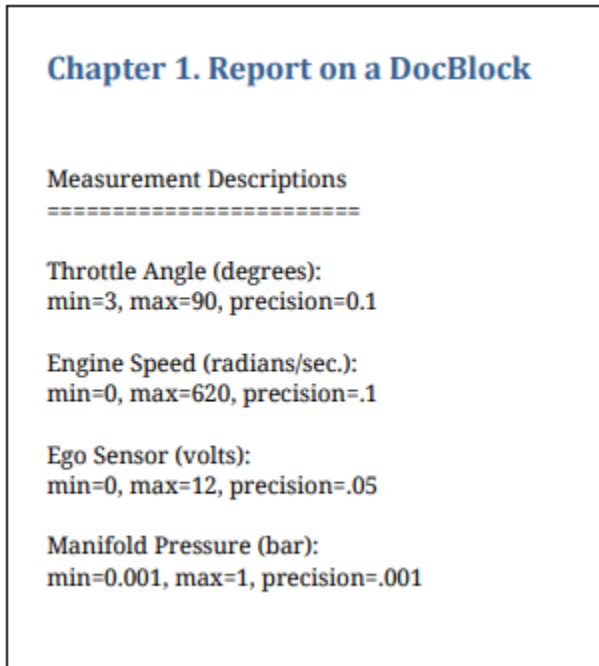 Chapter 1. Report on a DocBlock
Measurement Descriptions
========================
Throttle Angle (degrees):
min=3, max=90, precision=0.1
Engine Speed (radians/sec.):
min=0, max=620, precision=.1
Ego Sensor (volts):
min=0, max=12, precision=.05
Manifold Pressure (bar):
min=0.001, max=1, precision=.001